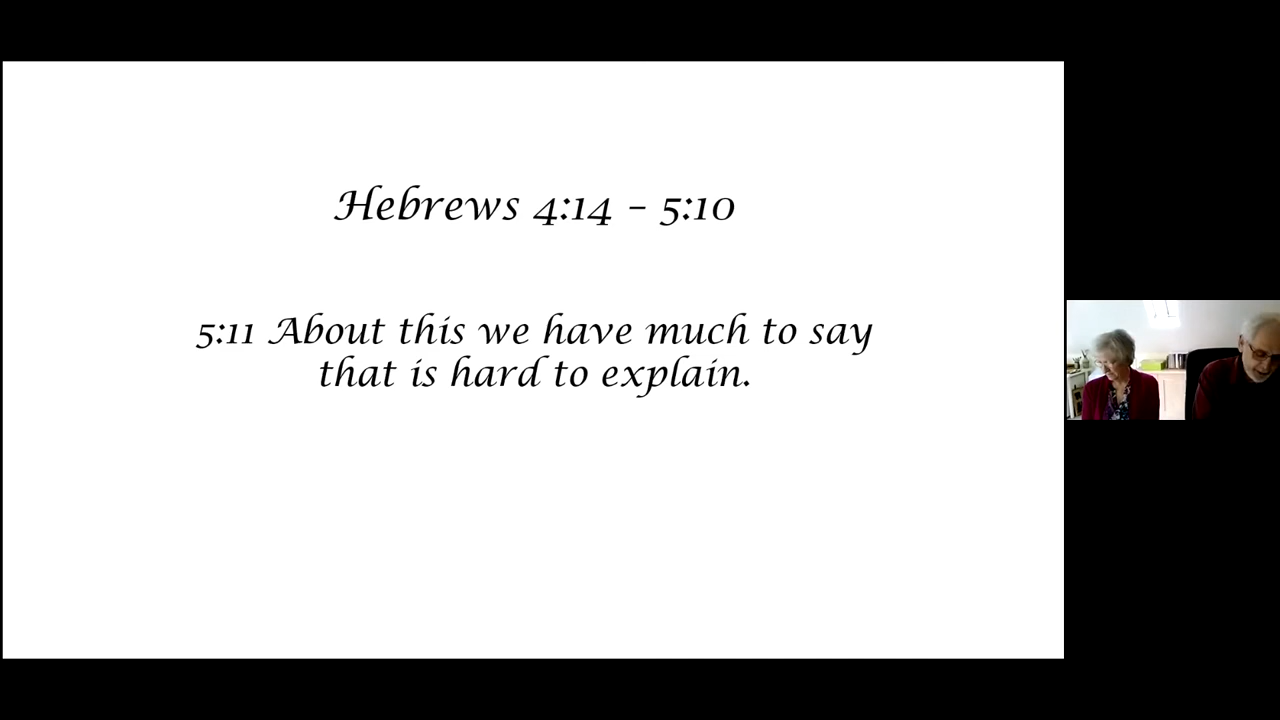 Hebrews 4:14 – 5:10
5:11 About this we have much to say
that is hard to explain.